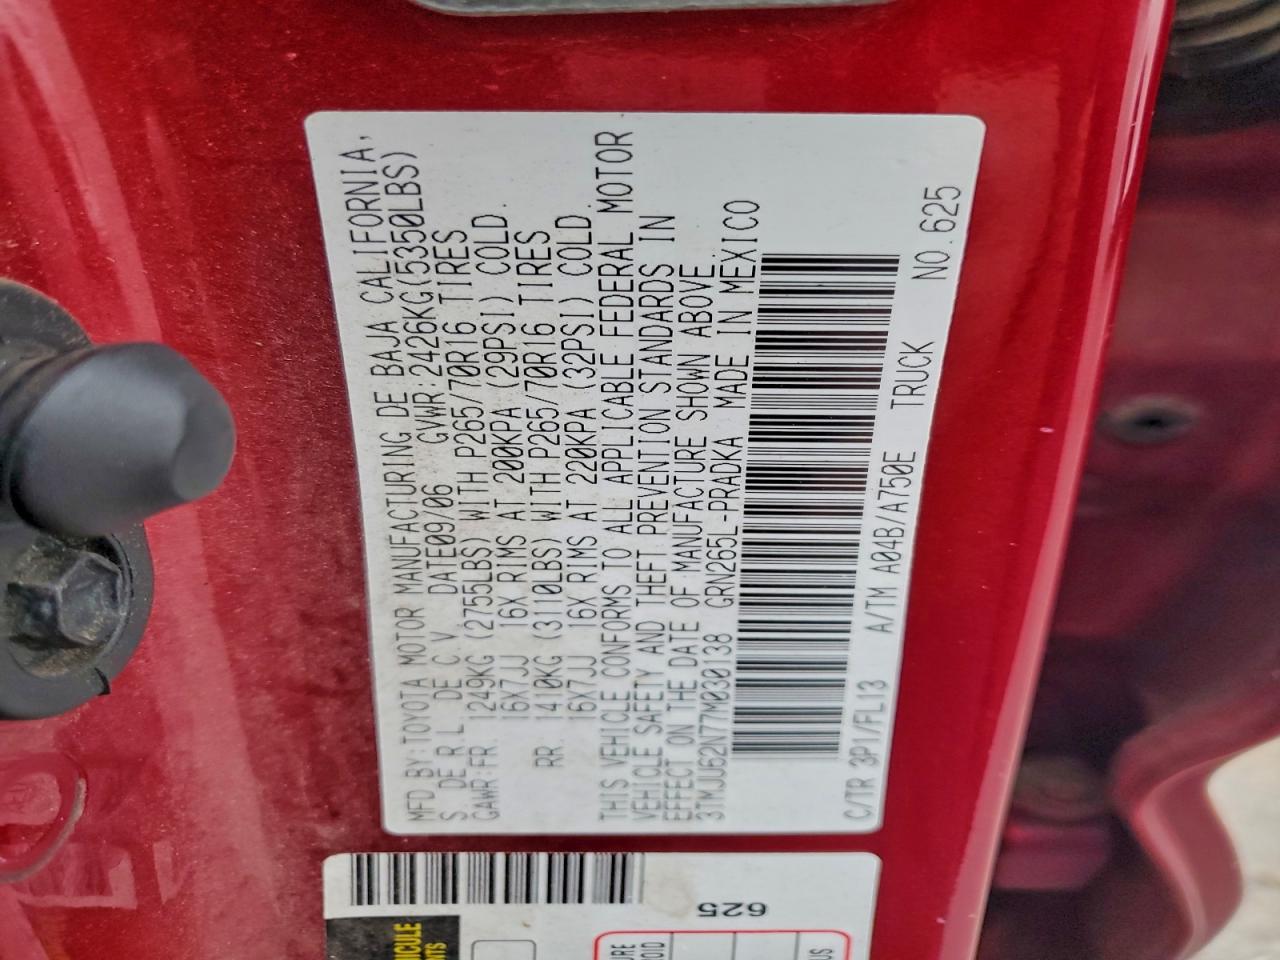 MFD BY:TOYOTA MOTOR MANUFACTURING DE BAJA CALIFORNIA,
S DE R.L. DE C V DATE09/06 GVWR:2426KG(5350LBS)
GAWR:FR. 1249KG (2755LBS) WITH P265/70R16 TIRES
16X7JJ 16X RIMS AT 200KPA (29PSI) COLD.
RR. 1410KG (3110LBS) WITH P265/70R16 TIRES
16X7JJ 16X RIMS AT 220KPA (32PSI) COLD.
THIS VEHICLE CONFORMS TO ALL APPLICABLE FEDERAL MOTOR
VEHICLE SAFETY AND THEFT PREVENTION STANDARDS IN
EFFECT ON THE DATE OF MANUFACTURE SHOWN ABOVE.
3TMJU62N77M030138 GRN265L-PRADKA MADE IN MEXICO
C/TR 3P1/FL13 A/TM A04B/A750E TRUCK NO.625
625